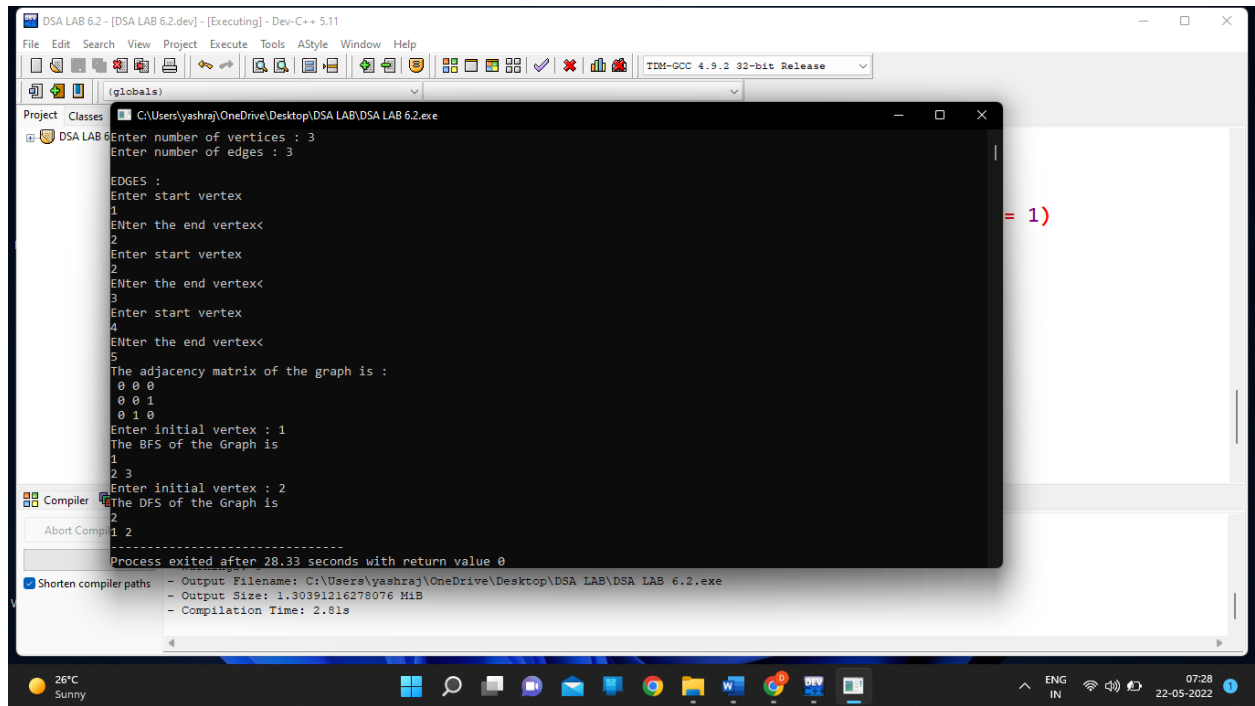 DSA LAB 6.2 - [DSA LAB 6.2.dev] - [Executing] - Dev-C++ 5.11
File Edit Search View Project Execute Tools AStyle Window Help
TDM-GCC 4.9.2 32-bit Release
(globals)
Project Classes
C:\Users\yashraj\OneDrive\Desktop\DSA LAB\DSA LAB 6.2.exe
DSA LAB 6
Enter number of vertices : 3
Enter number of edges : 3
EDGES :
Enter start vertex
1
ENter the end vertex<
2
Enter start vertex
2
ENter the end vertex<
3
Enter start vertex
4
ENter the end vertex<
5
The adjacency matrix of the graph is :
0 0 0
0 0 1
0 1 0
Enter initial vertex : 1
The BFS of the Graph is
1
2 3
Enter initial vertex : 2
The DFS of the Graph is
2
1 2
--------------------------------
Process exited after 28.33 seconds with return value 0
= 1)
Compiler
Abort Compi
Shorten compiler paths
- Output Filename: C:\Users\yashraj\OneDrive\Desktop\DSA LAB\DSA LAB 6.2.exe
- Output Size: 1.30391216278076 MiB
- Compilation Time: 2.81s
26°C
Sunny
DEV
ENG
IN
07:28
22-05-2022
1